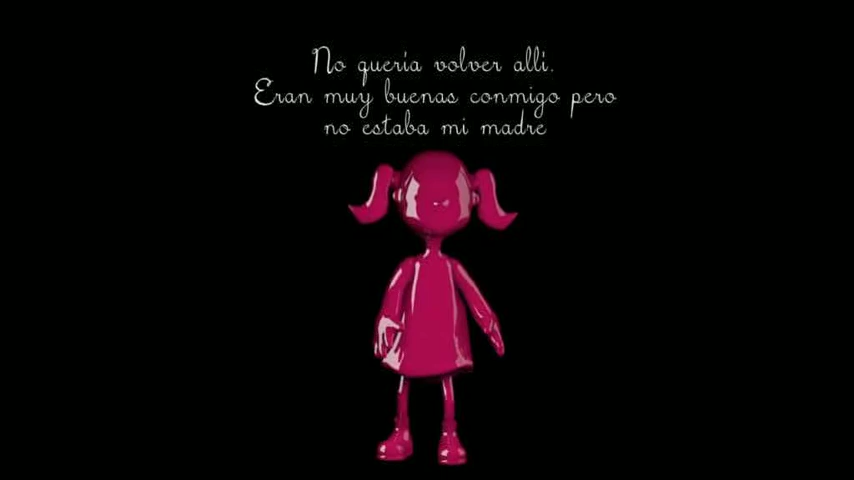 No quería volver allí.
Eran muy buenas conmigo pero
no estaba mi madre